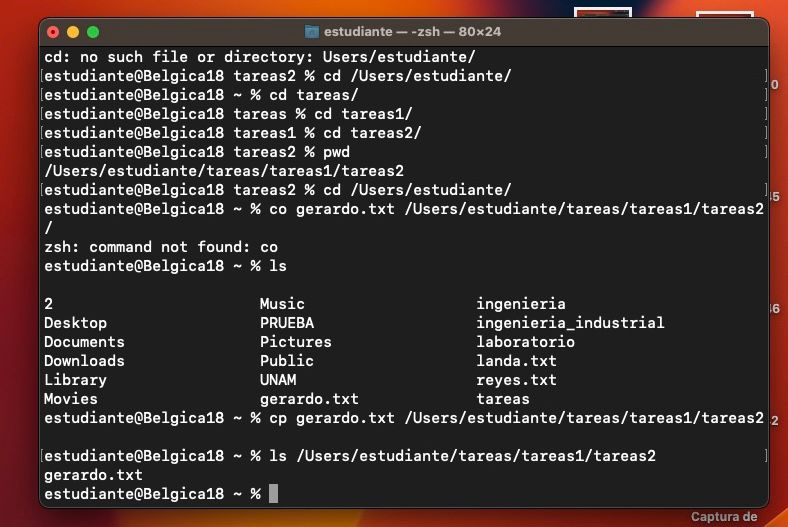 estudiante — -zsh — 80×24
cd: no such file or directory: Users/estudiante/
[estudiante@Belgica18 tareas2 % cd /Users/estudiante/ ]
[estudiante@Belgica18 ~ % cd tareas/ ]
[estudiante@Belgica18 tareas % cd tareas1/ ]
[estudiante@Belgica18 tareas1 % cd tareas2/ ]
[estudiante@Belgica18 tareas2 % pwd ]
/Users/estudiante/tareas/tareas1/tareas2
[estudiante@Belgica18 tareas2 % cd /Users/estudiante/ ]
estudiante@Belgica18 ~ % co gerardo.txt /Users/estudiante/tareas/tareas1/tareas2
/
zsh: command not found: co
estudiante@Belgica18 ~ % ls
2 Music ingenieria
Desktop PRUEBA ingenieria_industrial
Documents Pictures laboratorio
Downloads Public landa.txt
Library UNAM reyes.txt
Movies gerardo.txt tareas
estudiante@Belgica18 ~ % cp gerardo.txt /Users/estudiante/tareas/tareas1/tareas2
[estudiante@Belgica18 ~ % ls /Users/estudiante/tareas/tareas1/tareas2 ]
gerardo.txt
estudiante@Belgica18 ~ %
Captura de